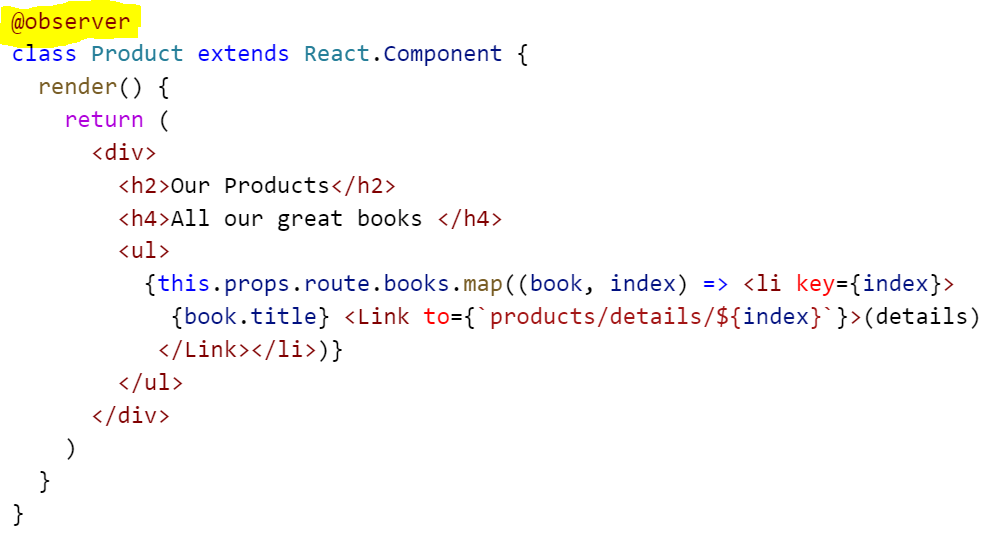 @observer
class Product extends React.Component {
render() {
return (
<div>
<h2>Our Products</h2>
<h4>All our great books </h4>
<ul>
{this.props.route.books.map((book, index) => <li key={index}>
{book.title} <Link to={`products/details/${index}`}>(details)
</Link></li>)}
</ul>
</div>
)
}
}